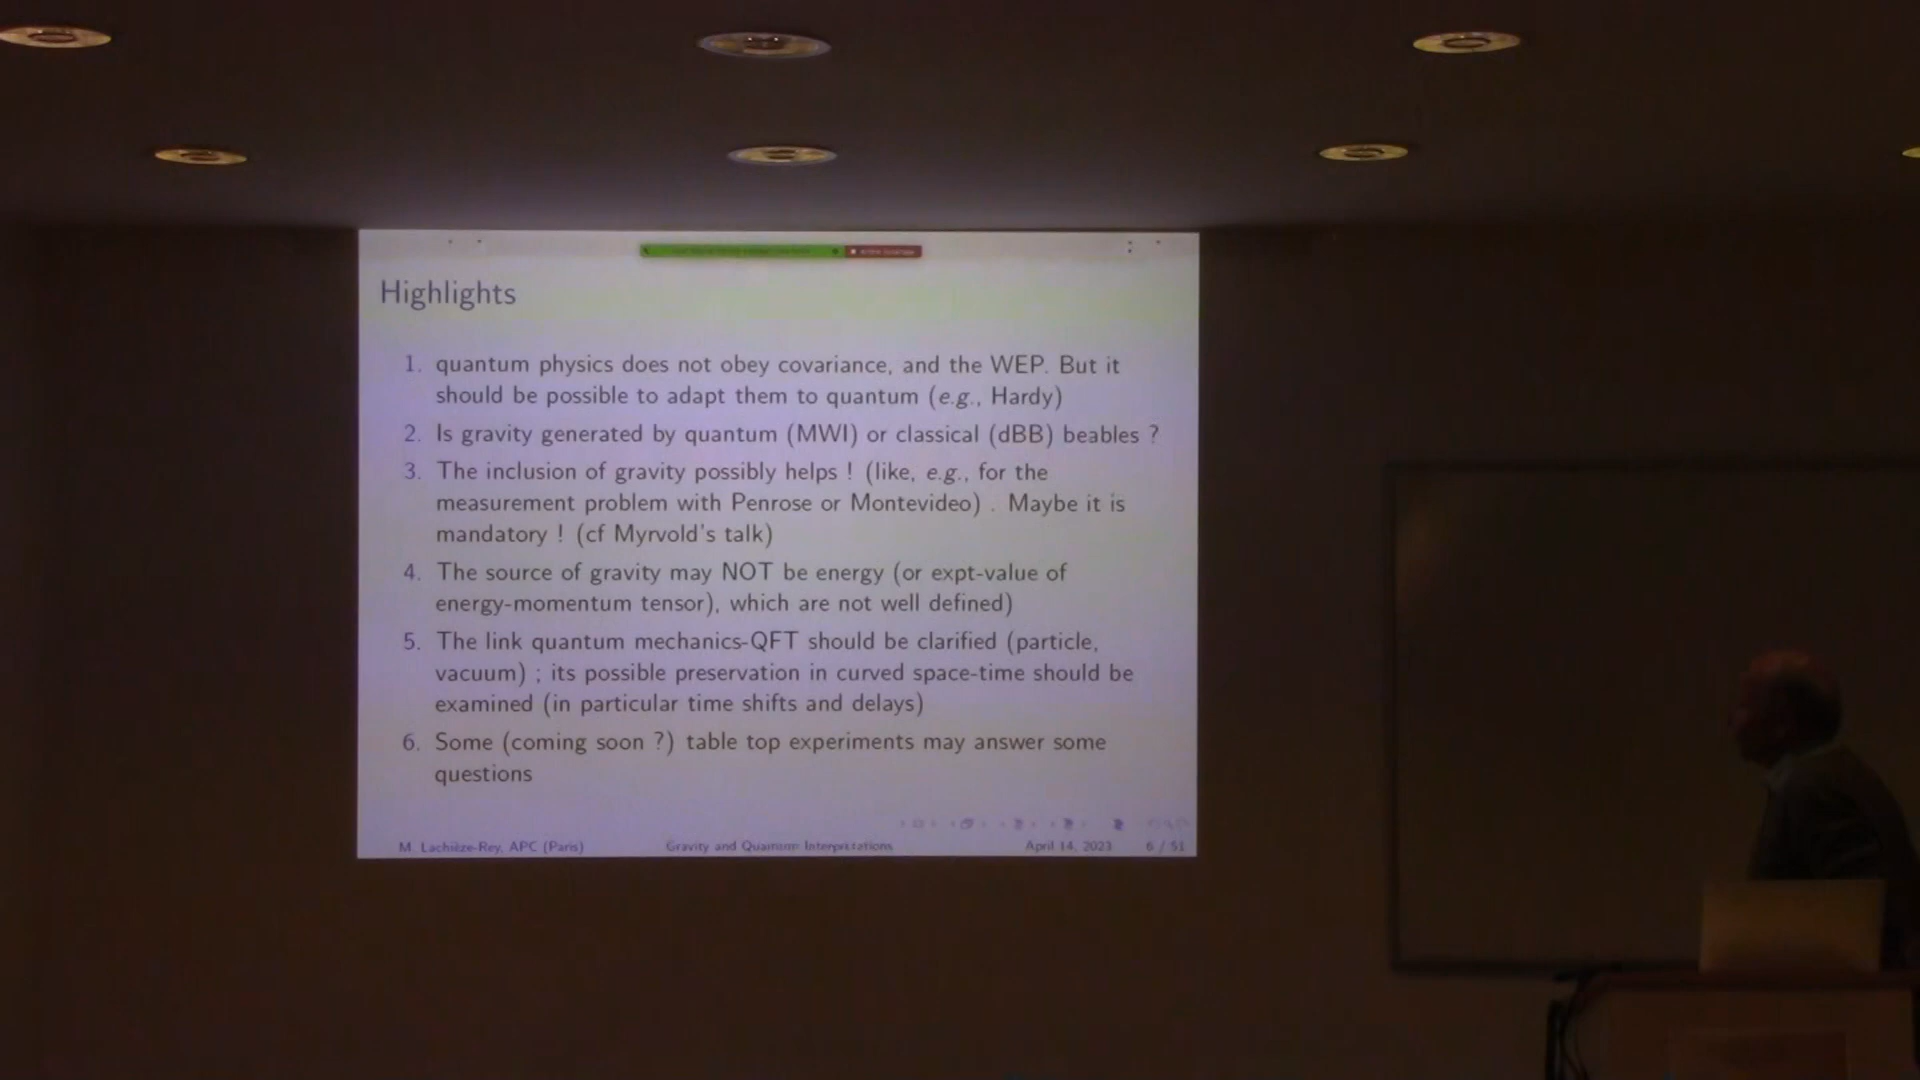 Highlights
1. quantum physics does not obey covariance, and the WEP. But it
should be possible to adapt them to quantum (e.g., Hardy)
2. Is gravity generated by quantum (MWI) or classical (dBB) beables ?
3. The inclusion of gravity possibly helps ! (like, e.g., for the
measurement problem with Penrose or Montevideo) . Maybe it is
mandatory ! (cf Myrvold's talk)
4. The source of gravity may NOT be energy (or expt-value of
energy-momentum tensor), which are not well defined)
5. The link quantum mechanics-QFT should be clarified (particle,
vacuum) ; its possible preservation in curved space-time should be
examined (in particular time shifts and delays)
6. Some (coming soon ?) table top experiments may answer some
questions
M. Lachièze-Rey, APC (Paris) Gravity and Quantum Interpretations April 14, 2023 6 / 51